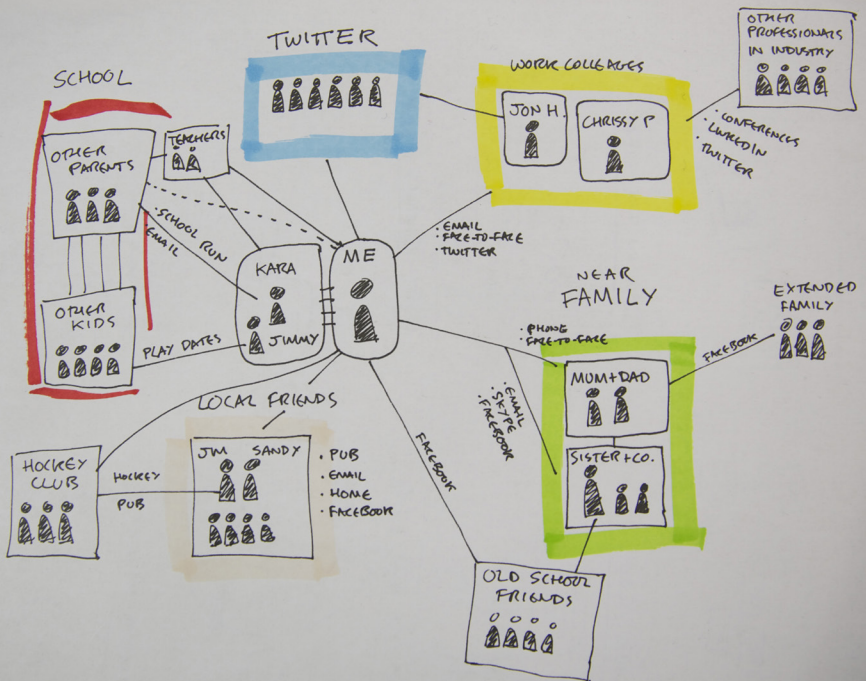 TWITTER
SCHOOL
OTHER
PARENTS
TEACHERS
· SCHOOL RUN
EMAIL
OTHER
KIDS
PLAY DATES
KARA
JIMMY
ME
WORK COLLEAGES
JON H.
CHRISSY P
OTHER
PROFESSIONALS
IN INDUSTRY
· CONFERENCES
· LINKEDIN
· TWITTER
· EMAIL
· FACE-TO-FACE
· TWITTER
NEAR
FAMILY
· PHONE
· FACE-TO-FACE
MUM+DAD
SISTER+CO.
· EMAIL
· SKYPE
· FACEBOOK
FACEBOOK
EXTENDED
FAMILY
LOCAL FRIENDS
JIM SANDY
· PUB
· EMAIL
· HOME
· FACEBOOK
HOCKEY
CLUB
HOCKEY
PUB
FACEBOOK
OLD SCHOOL
FRIENDS